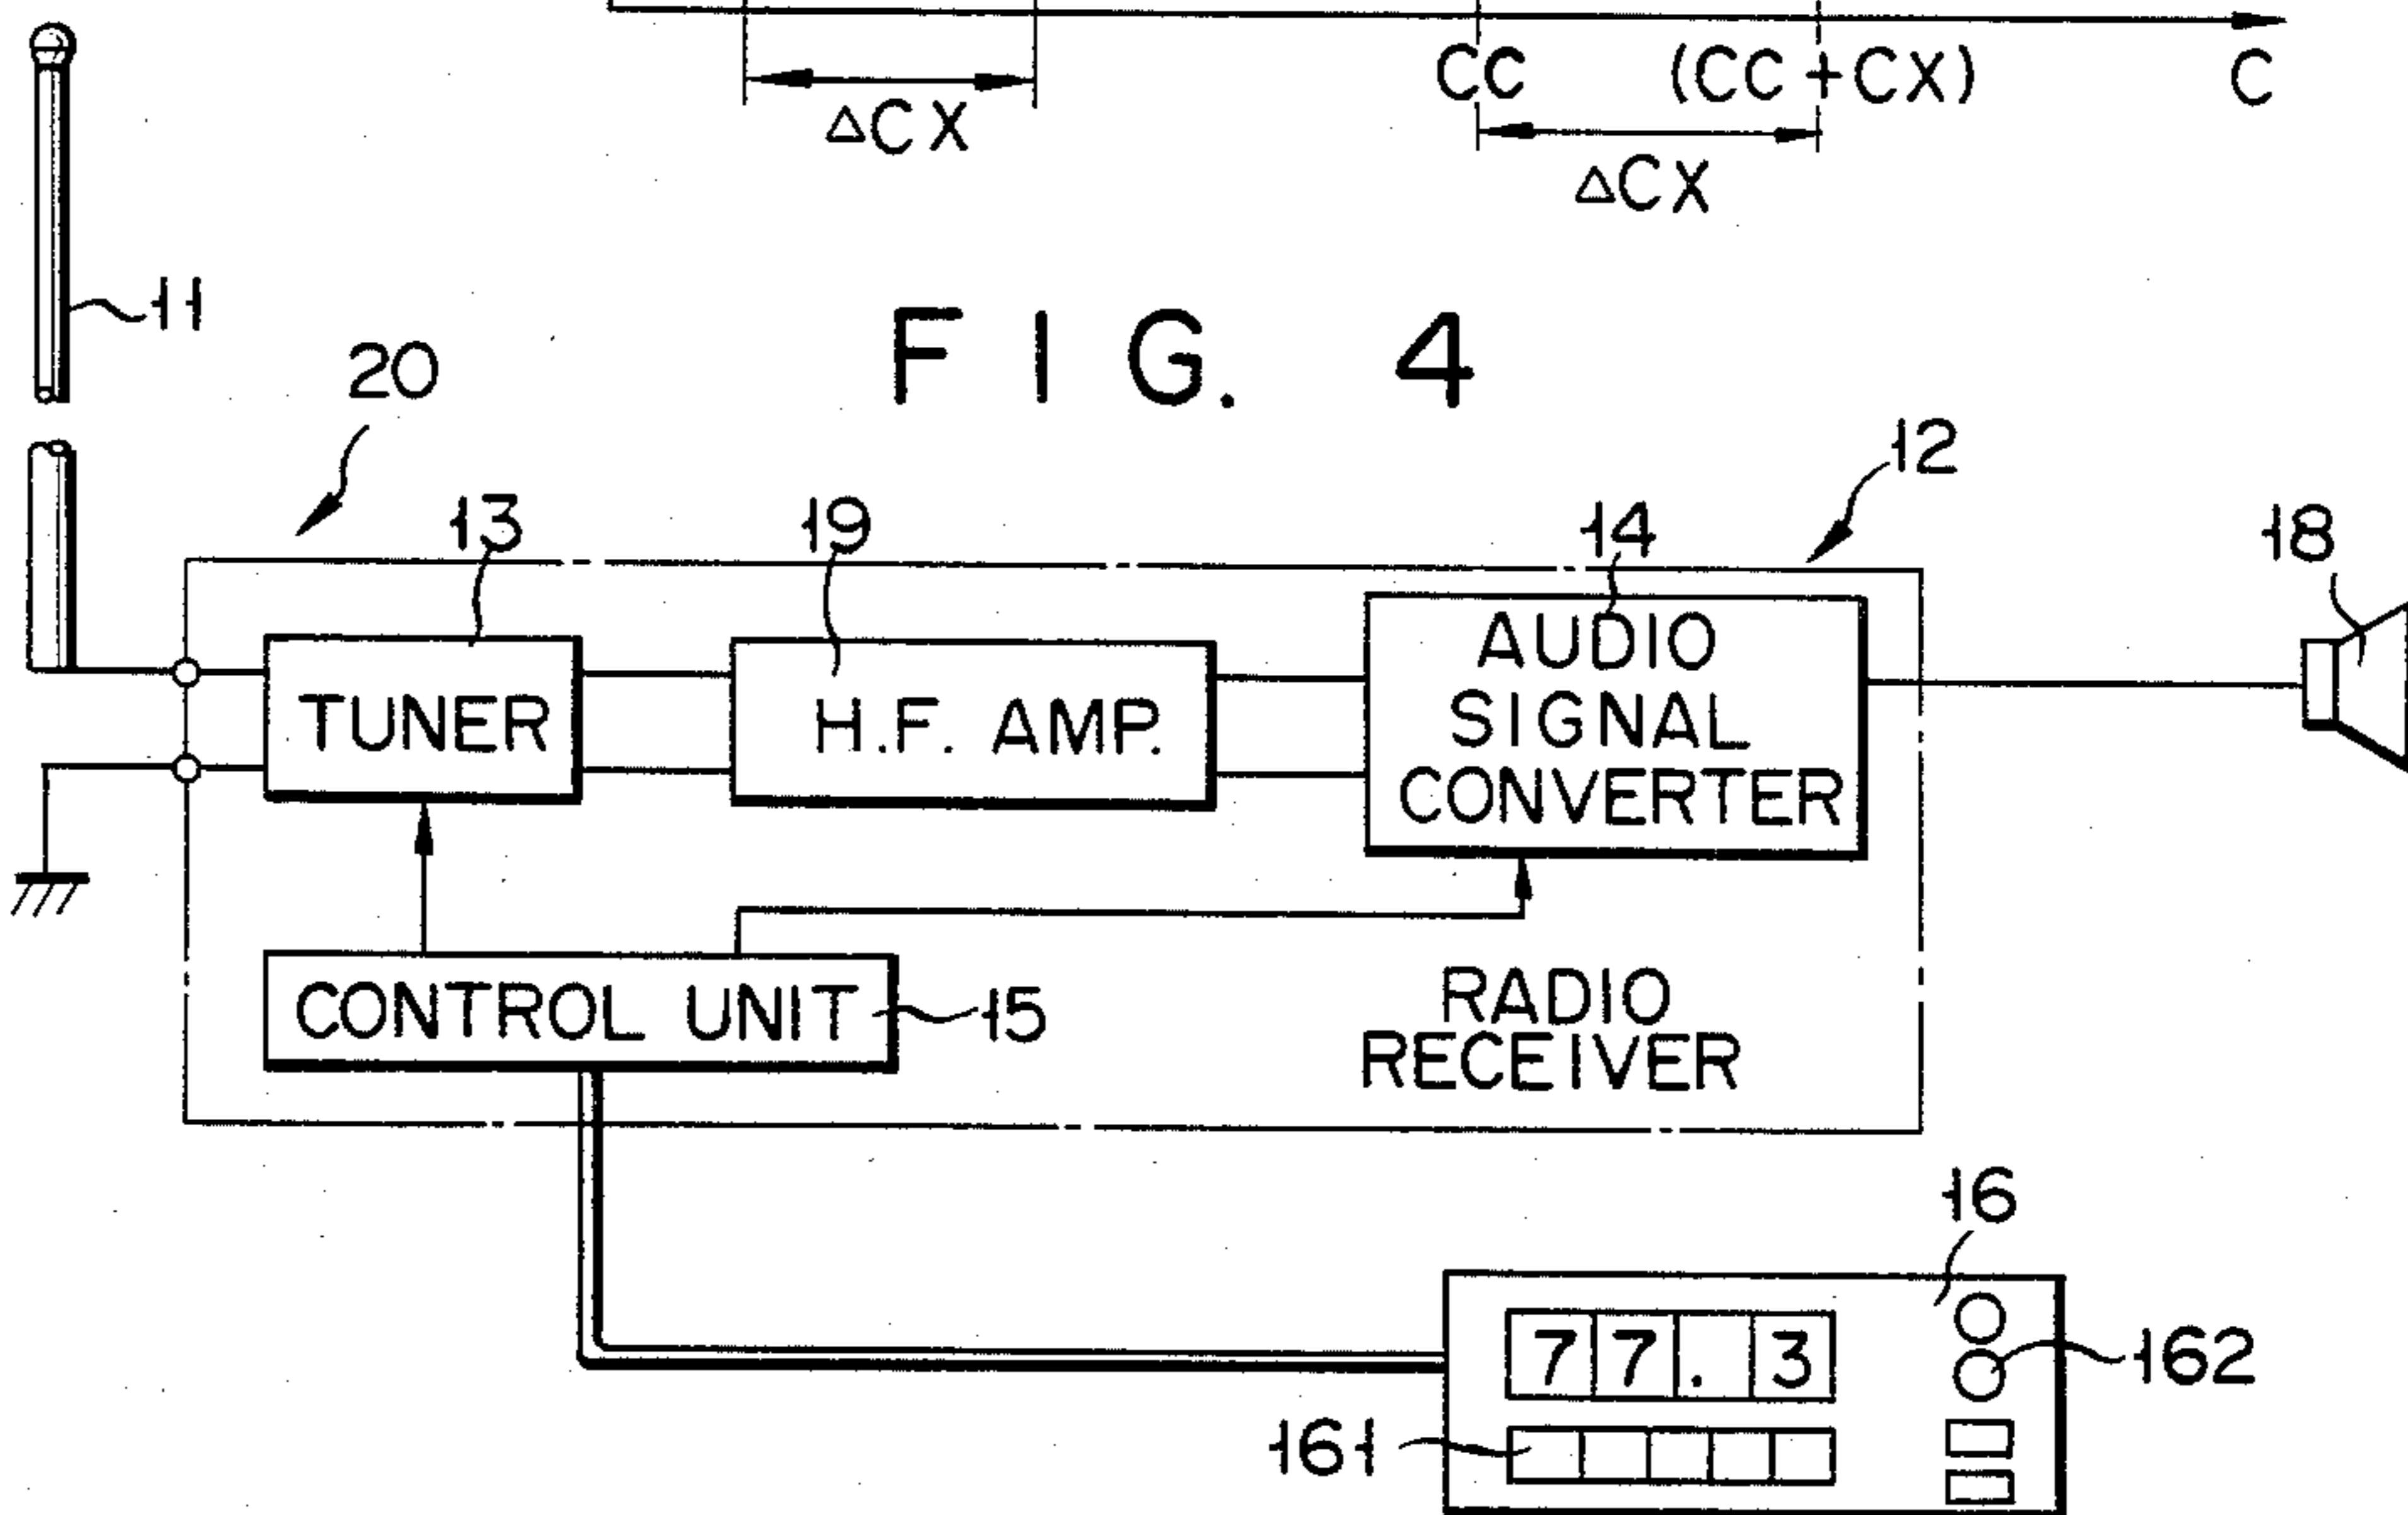 CC (CC+CX) C
ΔCX
ΔCX
11
FIG. 4
20
12
13
19
14
18
TUNER
H.F. AMP.
AUDIO
SIGNAL
CONVERTER
CONTROL UNIT
15
RADIO
RECEIVER
16
77.3
162
161